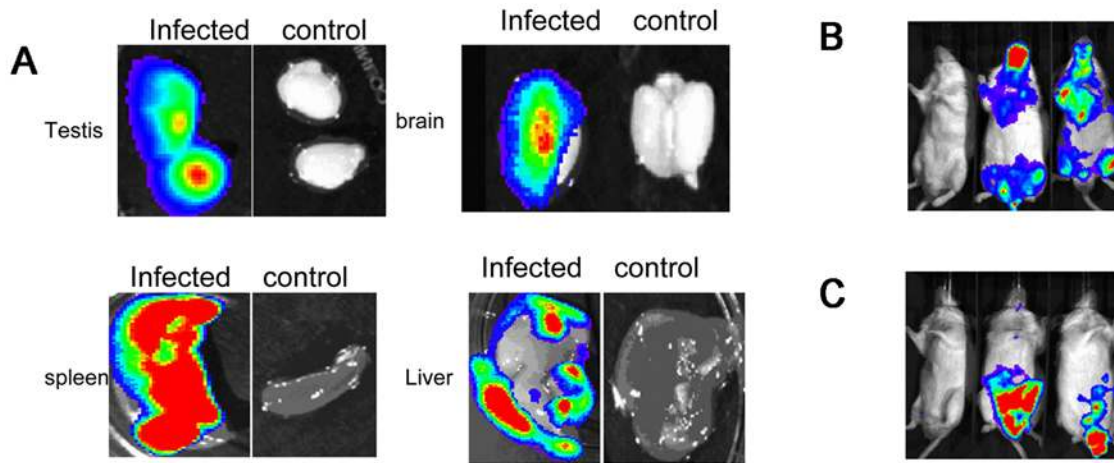 Infected control
Infected control
A
B
Testis
brain
Infected control
Infected control
C
spleen
Liver